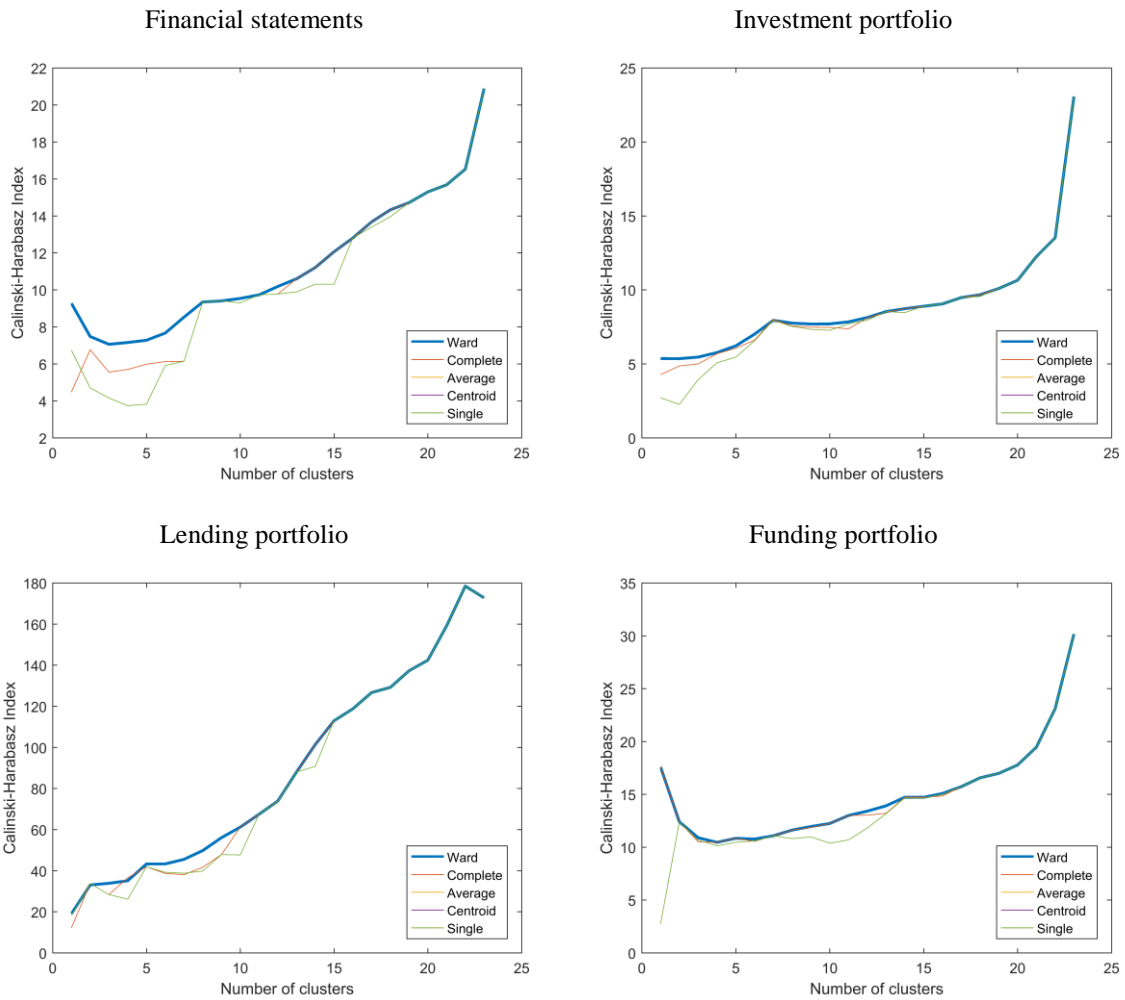 Financial statements
22
20
18
16
14
12
10
8
6
4
2
Calinski-Harabasz Index
0
5
10
15
20
25
Number of clusters
Ward
Complete
Average
Centroid
Single
Investment portfolio
25
20
15
10
5
0
Calinski-Harabasz Index
0
5
10
15
20
25
Number of clusters
Ward
Complete
Average
Centroid
Single
Lending portfolio
180
160
140
120
100
80
60
40
20
0
Calinski-Harabasz Index
0
5
10
15
20
25
Number of clusters
Ward
Complete
Average
Centroid
Single
Funding portfolio
35
30
25
20
15
10
5
0
Calinski-Harabasz Index
0
5
10
15
20
25
Number of clusters
Ward
Complete
Average
Centroid
Single